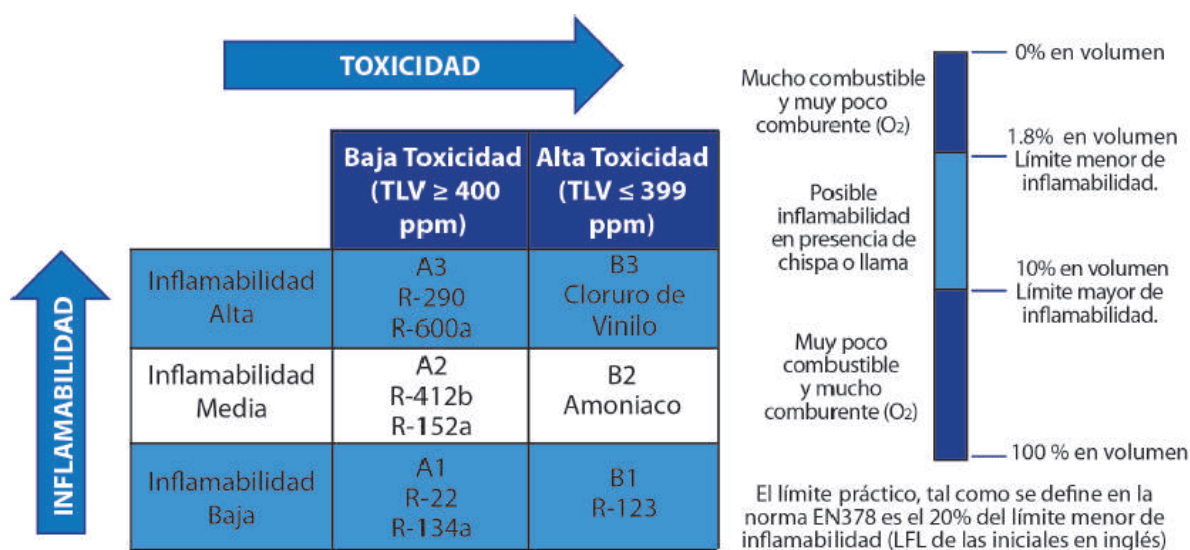 TOXICIDAD
INFLAMABILIDAD
Baja Toxicidad
(TLV ≥ 400
ppm)
Alta Toxicidad
(TLV ≤ 399
ppm)
Inflamabilidad
Alta
A3
R-290
R-600a
B3
Cloruro de
Vinilo
Inflamabilidad
Media
A2
R-412b
R-152a
B2
Amoniaco
Inflamabilidad
Baja
A1
R-22
R-134a
B1
R-123
Mucho combustible
y muy poco
comburente (O₂)
Posible
inflamabilidad
en presencia de
chispa o llama
Muy poco
combustible
y mucho
comburente (O₂)
0% en volumen
1.8% en volumen
Límite menor de
inflamabilidad.
10% en volumen
Límite mayor de
inflamabilidad.
100 % en volumen
El límite práctico, tal como se define en la
norma EN378 es el 20% del límite menor de
inflamabilidad (LFL de las iniciales en inglés)